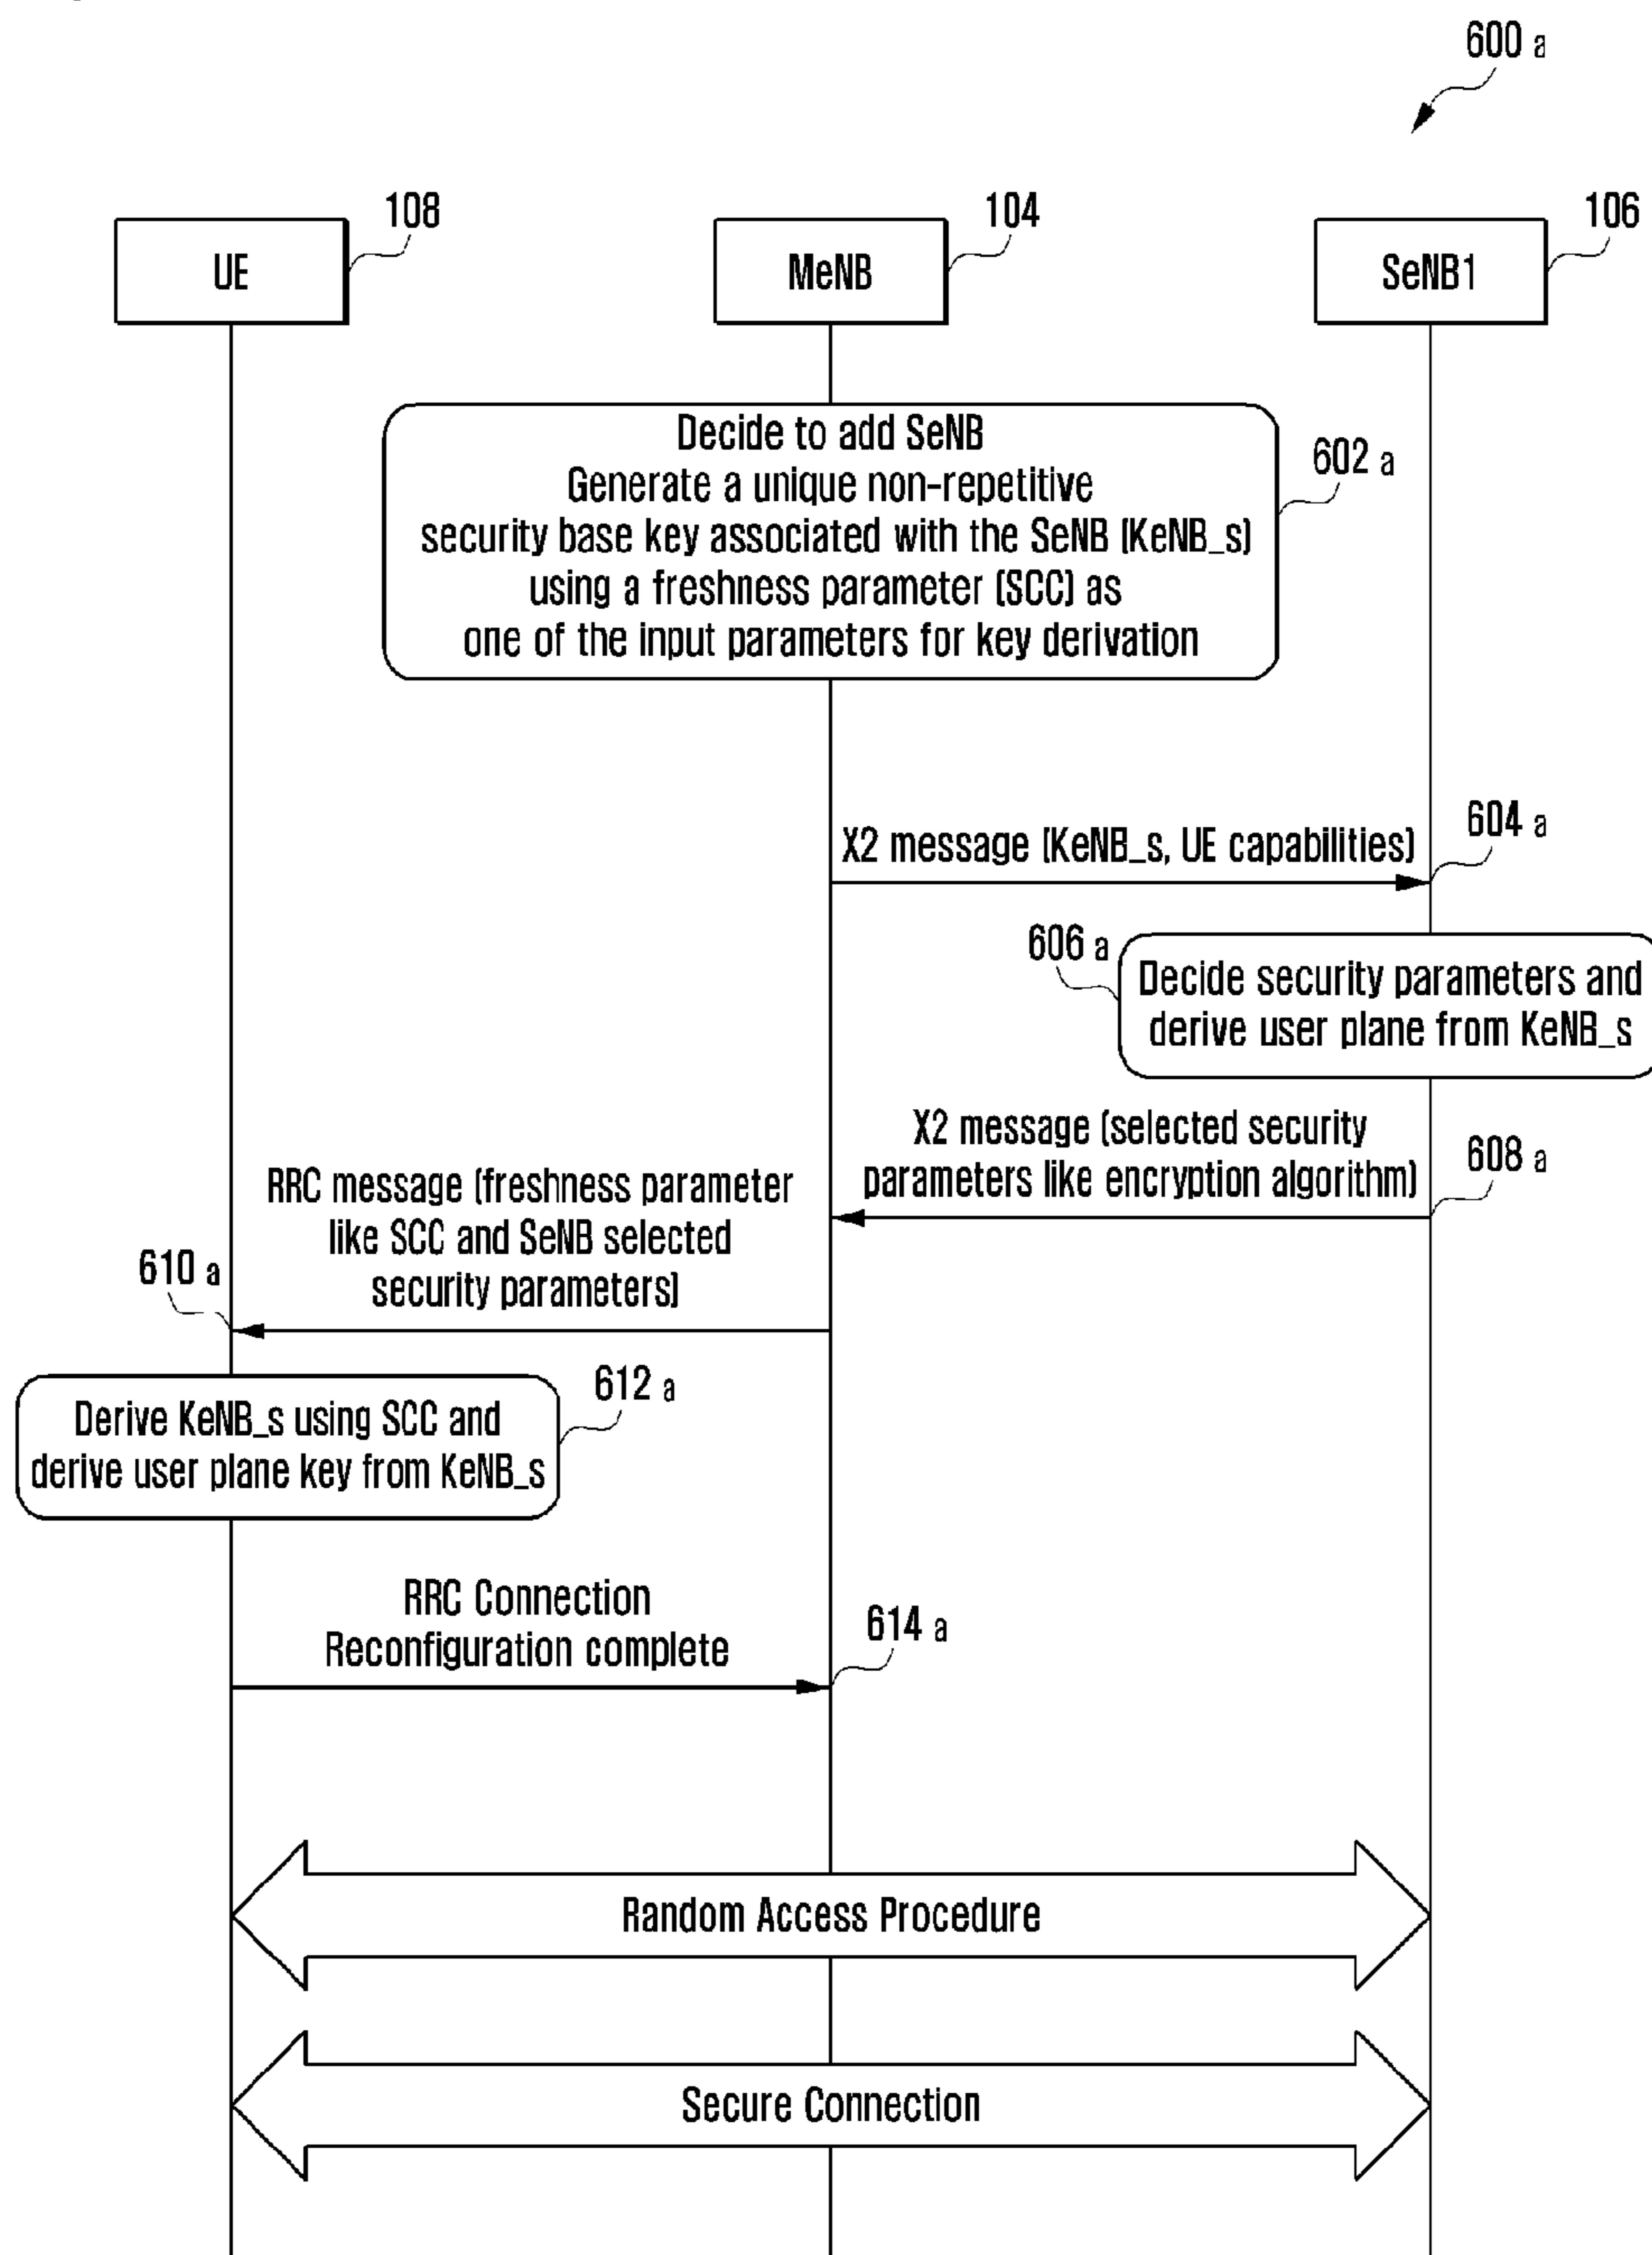 600 a
108
104
106
UE
MeNB
SeNB1
Decide to add SeNB
Generate a unique non-repetitive
security base key associated with the SeNB (KeNB_s)
using a freshness parameter (SCC) as
one of the input parameters for key derivation
602 a
X2 message (KeNB_s, UE capabilities)
604 a
606 a
Decide security parameters and
derive user plane from KeNB_s
X2 message (selected security
parameters like encryption algorithm)
608 a
RRC message (freshness parameter
like SCC and SeNB selected
security parameters)
610 a
Derive KeNB_s using SCC and
derive user plane key from KeNB_s
612 a
RRC Connection
Reconfiguration complete
614 a
Random Access Procedure
Secure Connection